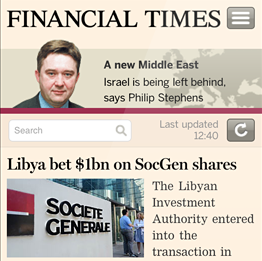 FINANCIAL TIMES
A new Middle East
Israel is being left behind,
says Philip Stephens
Search
Last updated
12:40
Libya bet $1bn on SocGen shares
SOCIETE
GENERALE
The Libyan
Investment
Authority entered
into the
transaction in